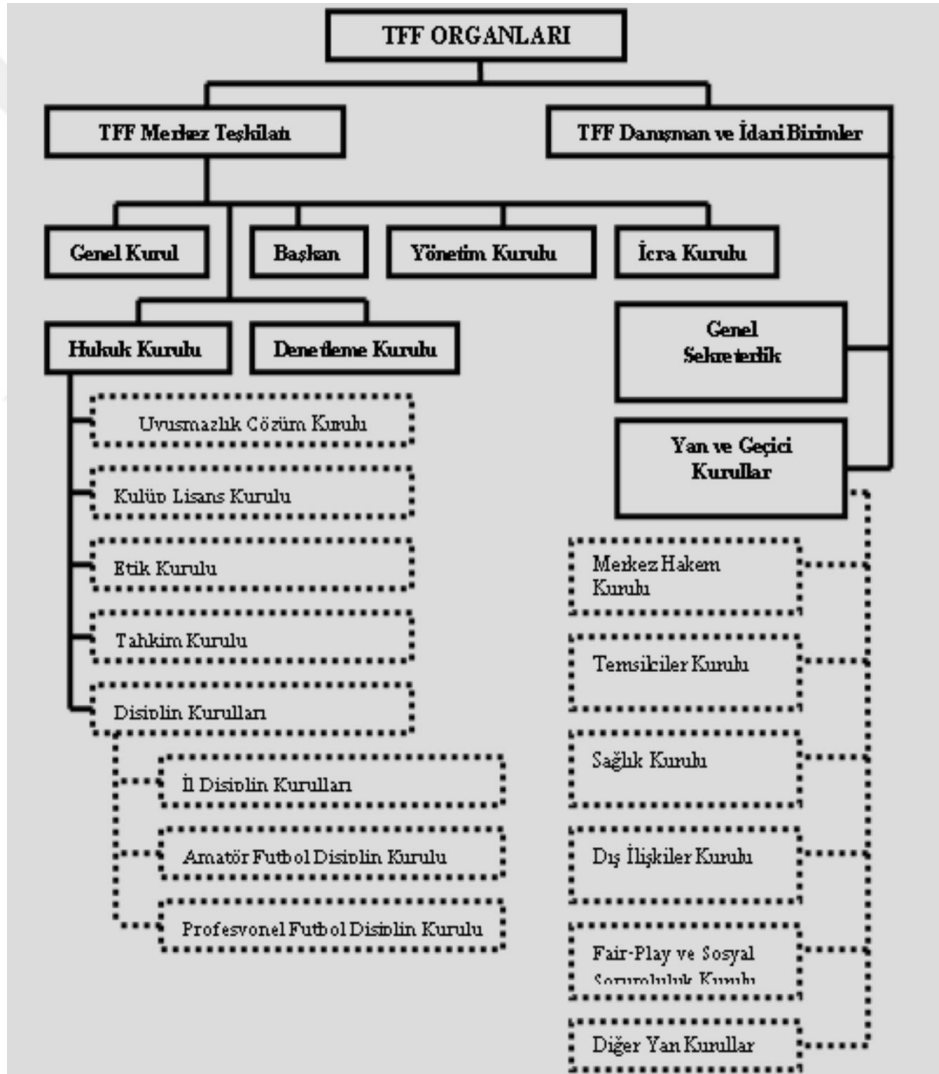 TFF ORGANLARI
TFF Merkez Teşkilatı
TFF Danışman ve İdari Birimler
Genel Kurul
Başkan
Yönetim Kurulu
İcra Kurulu
Hukuk Kurulu
Denetleme Kurulu
Genel
Sekreterlik
Uyuşmazlık Çözüm Kurulu
Kulüp Lisans Kurulu
Etik Kurulu
Tahkim Kurulu
Disiplin Kurulları
İl Disiplin Kurulları
Amatör Futbol Disiplin Kurulu
Profesyonel Futbol Disiplin Kurulu
Yan ve Geçici
Kurullar
Merkez Hakem
Kurulu
Temsilciler Kurulu
Sağlık Kurulu
Dış İlişkiler Kurulu
Fair-Play ve Sosyal
Sorumluluk Kurulu
Diğer Yan Kurullar